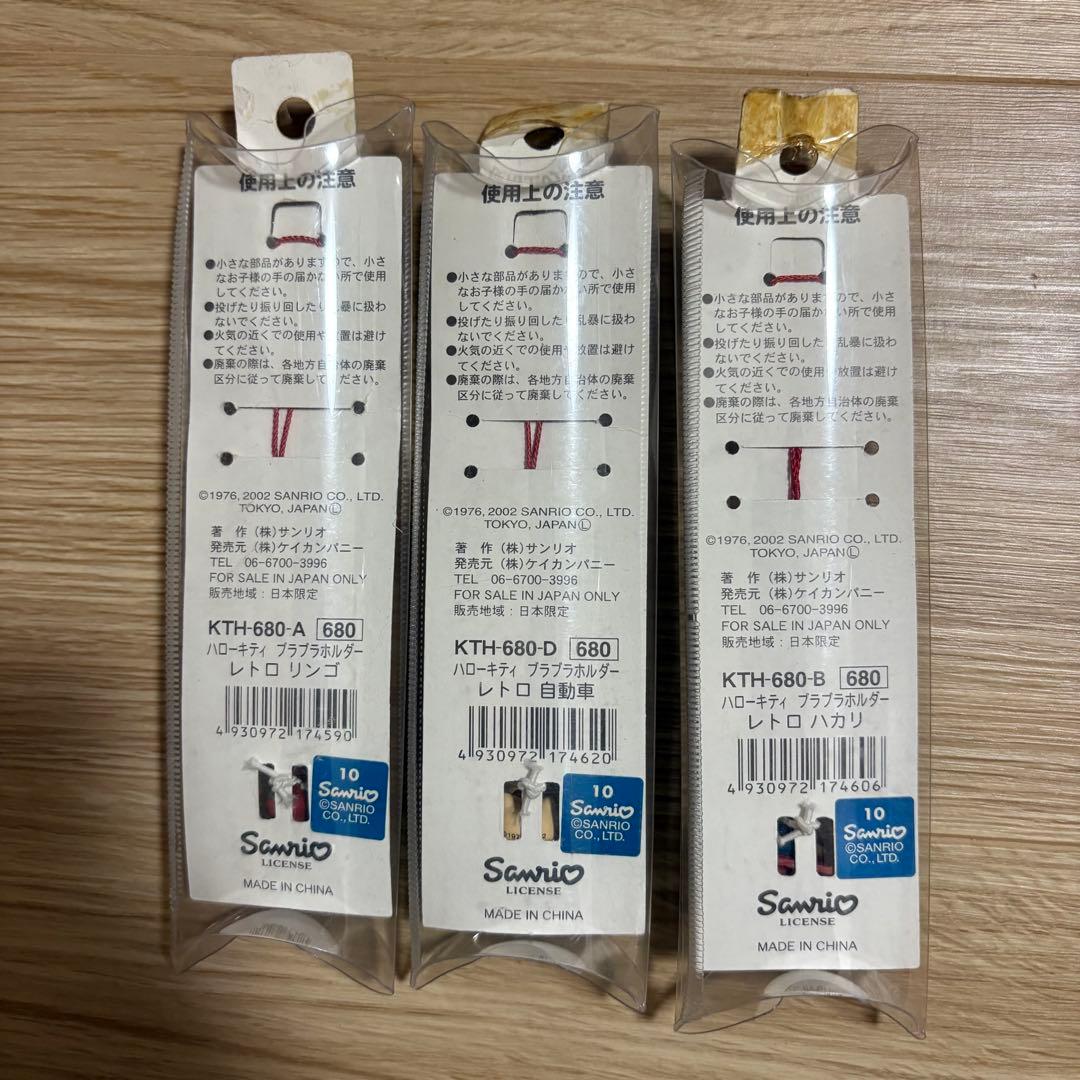 使用上の注意
●小さな部品がありますので、小さ
なお子様の手の届かない所で使用
してください。
●投げたり振り回したり乱暴に扱わ
ないでください。
●火気の近くでの使用や放置は避け
てください。
●廃棄の際は、各地方自治体の廃棄
区分に従って廃棄してください。
©1976, 2002 SANRIO CO., LTD.
TOKYO, JAPAN Ⓛ
著 作 (株)サンリオ
発売元 (株)ケイカンパニー
TEL 06-6700-3996
FOR SALE IN JAPAN ONLY
販売地域:日本限定
KTH-680-A 680
ハローキティ ブラブラホルダー
レトロ リンゴ
4 930972 174590
10
Sanrio
©SANRIO
CO., LTD.
Sanrio
LICENSE
MADE IN CHINA
使用上の注意
●小さな部品がありますので、小さ
なお子様の手の届かない所で使用
してください。
●投げたり振り回したり乱暴に扱わ
ないでください。
●火気の近くでの使用や放置は避け
てください。
●廃棄の際は、各地方自治体の廃棄
区分に従って廃棄してください。
©1976, 2002 SANRIO CO., LTD.
TOKYO, JAPAN Ⓛ
著 作 (株)サンリオ
発売元 (株)ケイカンパニー
TEL 06-6700-3996
FOR SALE IN JAPAN ONLY
販売地域:日本限定
KTH-680-D 680
ハローキティ ブラブラホルダー
レトロ 自動車
4 930972 174620
10
Sanrio
©SANRIO
CO., LTD.
Sanrio
LICENSE
MADE IN CHINA
使用上の注意
●小さな部品がありますので、小さ
なお子様の手の届かない所で使用
してください。
●投げたり振り回したり乱暴に扱わ
ないでください。
●火気の近くでの使用や放置は避け
てください。
●廃棄の際は、各地方自治体の廃棄
区分に従って廃棄してください。
©1976, 2002 SANRIO CO., LTD.
TOKYO, JAPAN Ⓛ
著 作 (株)サンリオ
発売元 (株)ケイカンパニー
TEL 06-6700-3996
FOR SALE IN JAPAN ONLY
販売地域:日本限定
KTH-680-B 680
ハローキティ ブラブラホルダー
レトロ ハカリ
4 930972 174606
10
Sanrio
©SANRIO
CO., LTD.
Sanrio
LICENSE
MADE IN CHINA